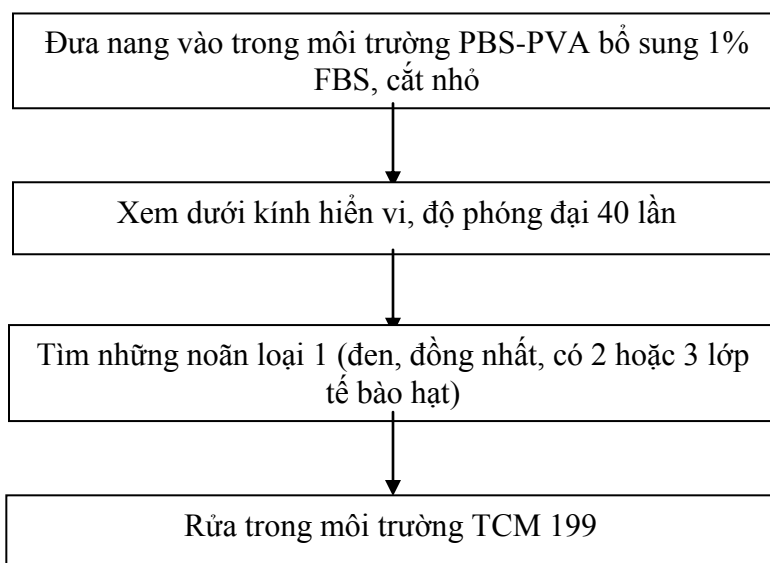 Đưa nang vào trong môi trường PBS-PVA bổ sung 1%
FBS, cắt nhỏ
Xem dưới kính hiển vi, độ phóng đại 40 lần
Tìm những noãn loại 1 (đen, đồng nhất, có 2 hoặc 3 lớp
tế bào hạt)
Rửa trong môi trường TCM 199